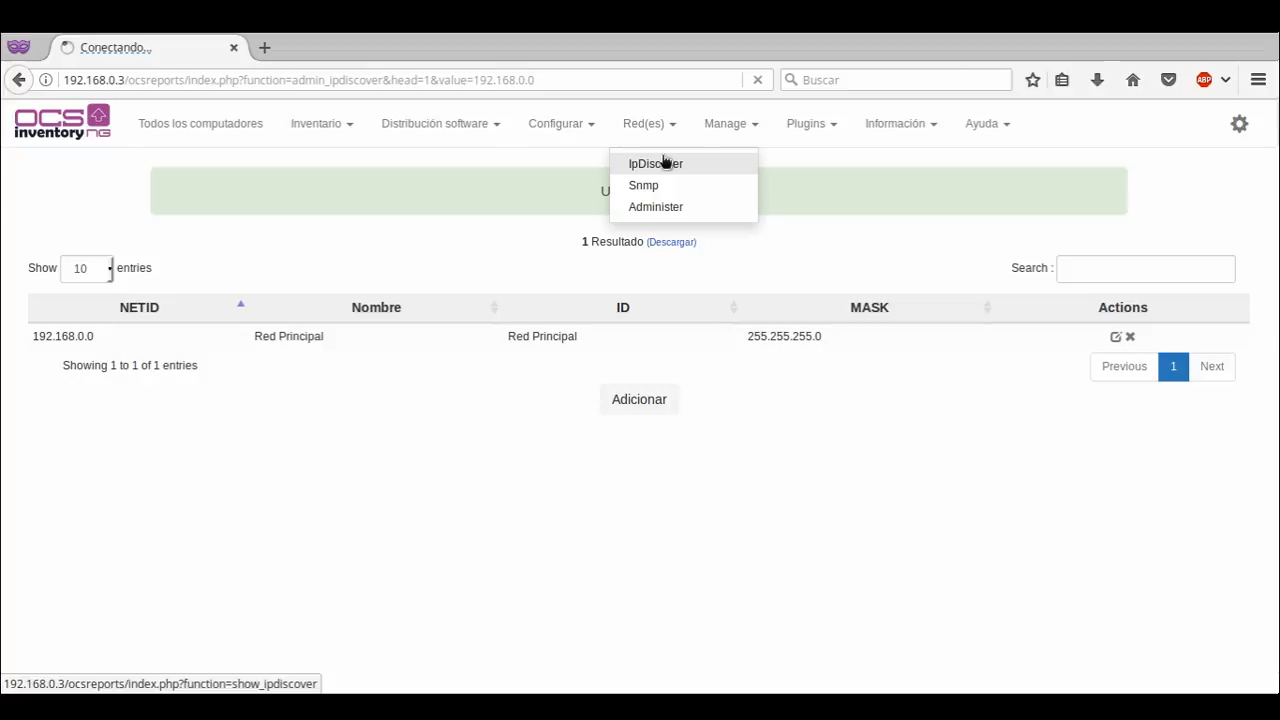 Conectando...
192.168.0.3/ocsreports/index.php?function=admin_ipdiscover&head=1&value=192.168.0.0
Buscar
ABP
OCS inventory NG
Todos los computadores
Inventario
Distribución software
Configurar
Red(es)
Manage
Plugins
Información
Ayuda
IpDiscover
Snmp
Administer
U
1 Resultado (Descargar)
Show 10 entries
Search :
NETID Nombre ID MASK Actions
192.168.0.0 Red Principal Red Principal 255.255.255.0
Showing 1 to 1 of 1 entries
Previous 1 Next
Adicionar
192.168.0.3/ocsreports/index.php?function=show_ipdiscover